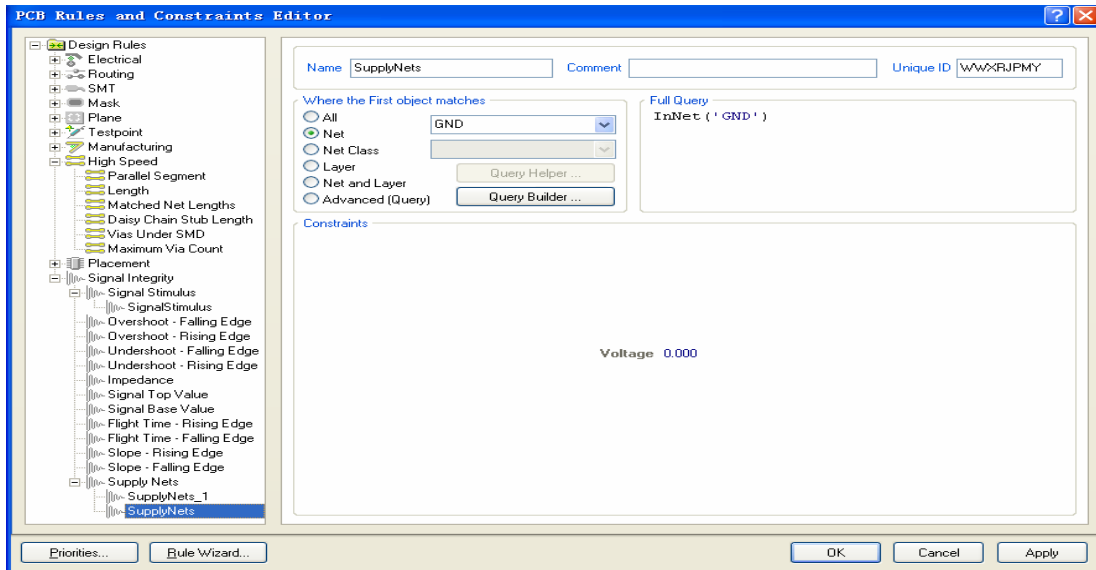 PCB Rules and Constraints Editor
Design Rules
Electrical
Routing
SMT
Mask
Plane
Testpoint
Manufacturing
High Speed
Parallel Segment
Length
Matched Net Lengths
Daisy Chain Stub Length
Vias Under SMD
Maximum Via Count
Placement
Signal Integrity
Signal Stimulus
SignalStimulus
Overshoot - Falling Edge
Overshoot - Rising Edge
Undershoot - Falling Edge
Undershoot - Rising Edge
Impedance
Signal Top Value
Signal Base Value
Flight Time - Rising Edge
Flight Time - Falling Edge
Slope - Rising Edge
Slope - Falling Edge
Supply Nets
SupplyNets_1
SupplyNets
Name SupplyNets Comment Unique ID WWXRJPMY
Where the First object matches
All
Net
Net Class
Layer
Net and Layer
Advanced (Query)
GND
Query Helper ...
Query Builder ...
Full Query
InNet('GND')
Constraints
Voltage 0.000
Priorities... Rule Wizard... OK Cancel Apply